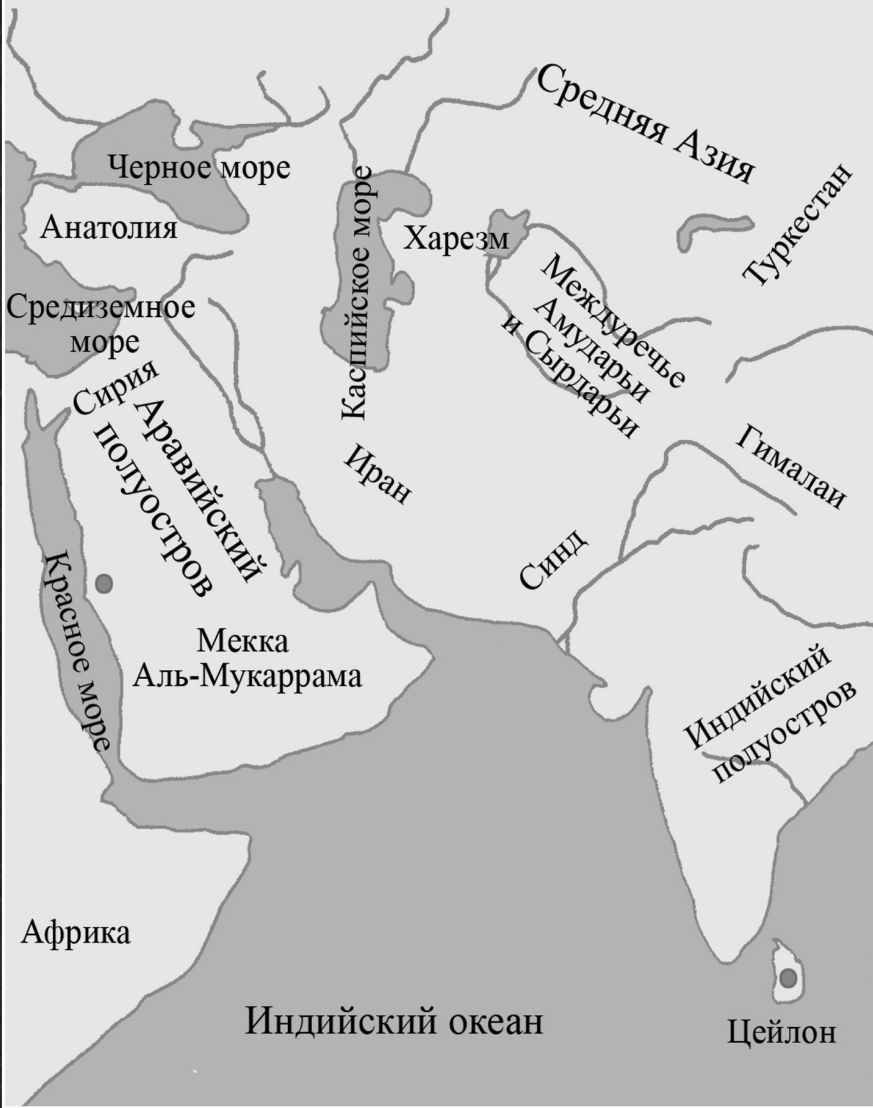 Средняя Азия
Черное море
Туркестан
Анатолия
Харезм
Каспийское море
Междуречье
Амударьи
и Сырдарьи
Средиземное
море
Сирия
Аравийский
полуостров
Иран
Гималаи
Синд
Красное море
Мекка
Аль-Мукаррама
Индийский
полуостров
Африка
Индийский океан
Цейлон